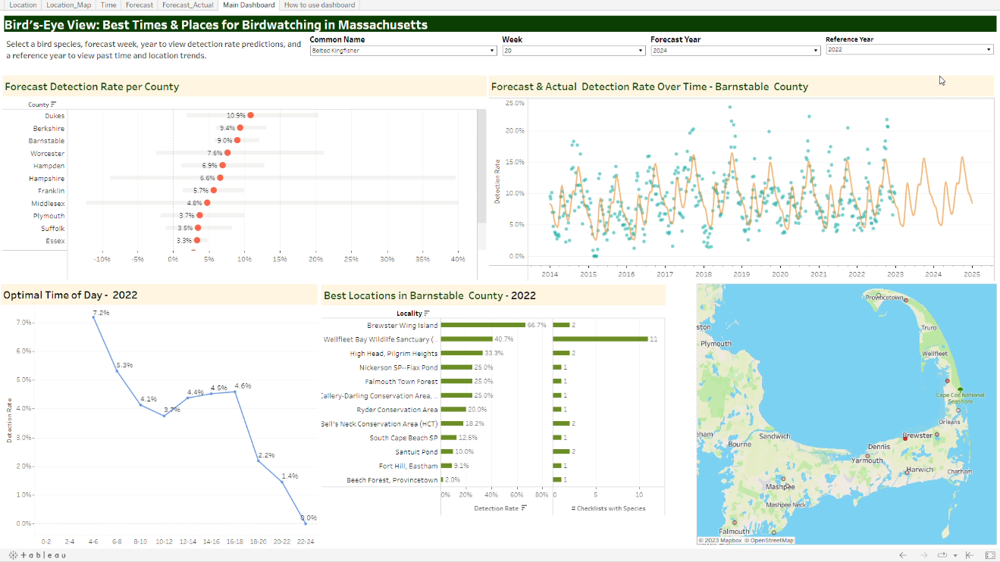 Location Location_Map Time Forecast Forecast_Actual Main Dashboard How to use dashboard
Bird's-Eye View: Best Times & Places for Birdwatching in Massachusetts
Select a bird species, forecast week, year to view detection rate predictions, and
a reference year to view past time and location trends.
Common Name
Belted Kingfisher
Week
20
Forecast Year
2024
Reference Year
2022
Forecast Detection Rate per County
County
Dukes 10.9%
Berkshire 9.4%
Barnstable 9.0%
Worcester 7.6%
Hampden 6.9%
Hampshire 6.6%
Franklin 5.7%
Middlesex 4.8%
Plymouth 3.7%
Suffolk 3.5%
Essex 3.3%
-10% -5% 0% 5% 10% 15% 20% 25% 30% 35% 40%
Forecast & Actual Detection Rate Over Time - Barnstable County
Detection Rate
25.0%
20.0%
15.0%
10.0%
5.0%
0.0%
2014 2015 2016 2017 2018 2019 2020 2021 2022 2023 2024 2025
Optimal Time of Day - 2022
Detection Rate
7.0%
6.0%
5.0%
4.0%
3.0%
2.0%
1.0%
0.0%
7.2%
5.3%
4.1%
3.7%
4.4%
4.5%
4.6%
2.2%
1.4%
0.0%
0-2 2-4 4-6 6-8 8-10 10-12 12-14 14-16 16-18 18-20 20-22 22-24
Best Locations in Barnstable County - 2022
Locality
Brewster Wing Island 66.7% 2
Wellfleet Bay Wildlife Sanctuary (.. 40.7% 11
High Head, Pilgrim Heights 33.3% 2
Nickerson SP--Flax Pond 25.0% 1
Falmouth Town Forest 25.0% 1
Callery-Darling Conservation Area, .. 25.0% 1
Ryder Conservation Area 20.0% 1
Bell's Neck Conservation Area (HCT) 18.2% 2
South Cape Beach SP 12.5% 1
Santuit Pond 10.0% 2
Fort Hill, Eastham 9.1% 1
Beech Forest, Provincetown 2.0% 1
0% 20% 40% 60% 80% 0 5 10
Detection Rate # Checklists with Species
Provincetown
ston
Truro
Plymouth
Wellfleet
Cape Cod National
Seashore
Orleans
ham
Sandwich
Brewster
Bourne
Dennis
Yarmouth
Harwich
Chatham
Mashpee
Mashpee Neck
Falmouth
© 2023 Mapbox © OpenStreetMap
+ableau